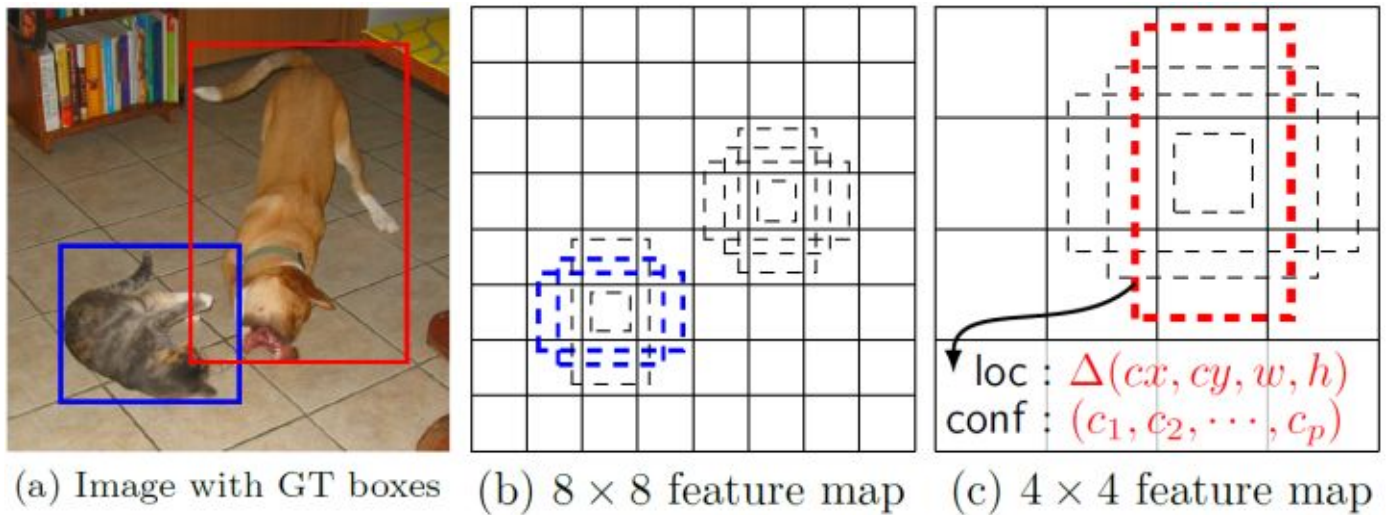 loc : Δ(cx, cy, w, h)
conf : (c₁, c₂, ⋯, cₚ)
(a) Image with GT boxes
(b) 8 × 8 feature map
(c) 4 × 4 feature map